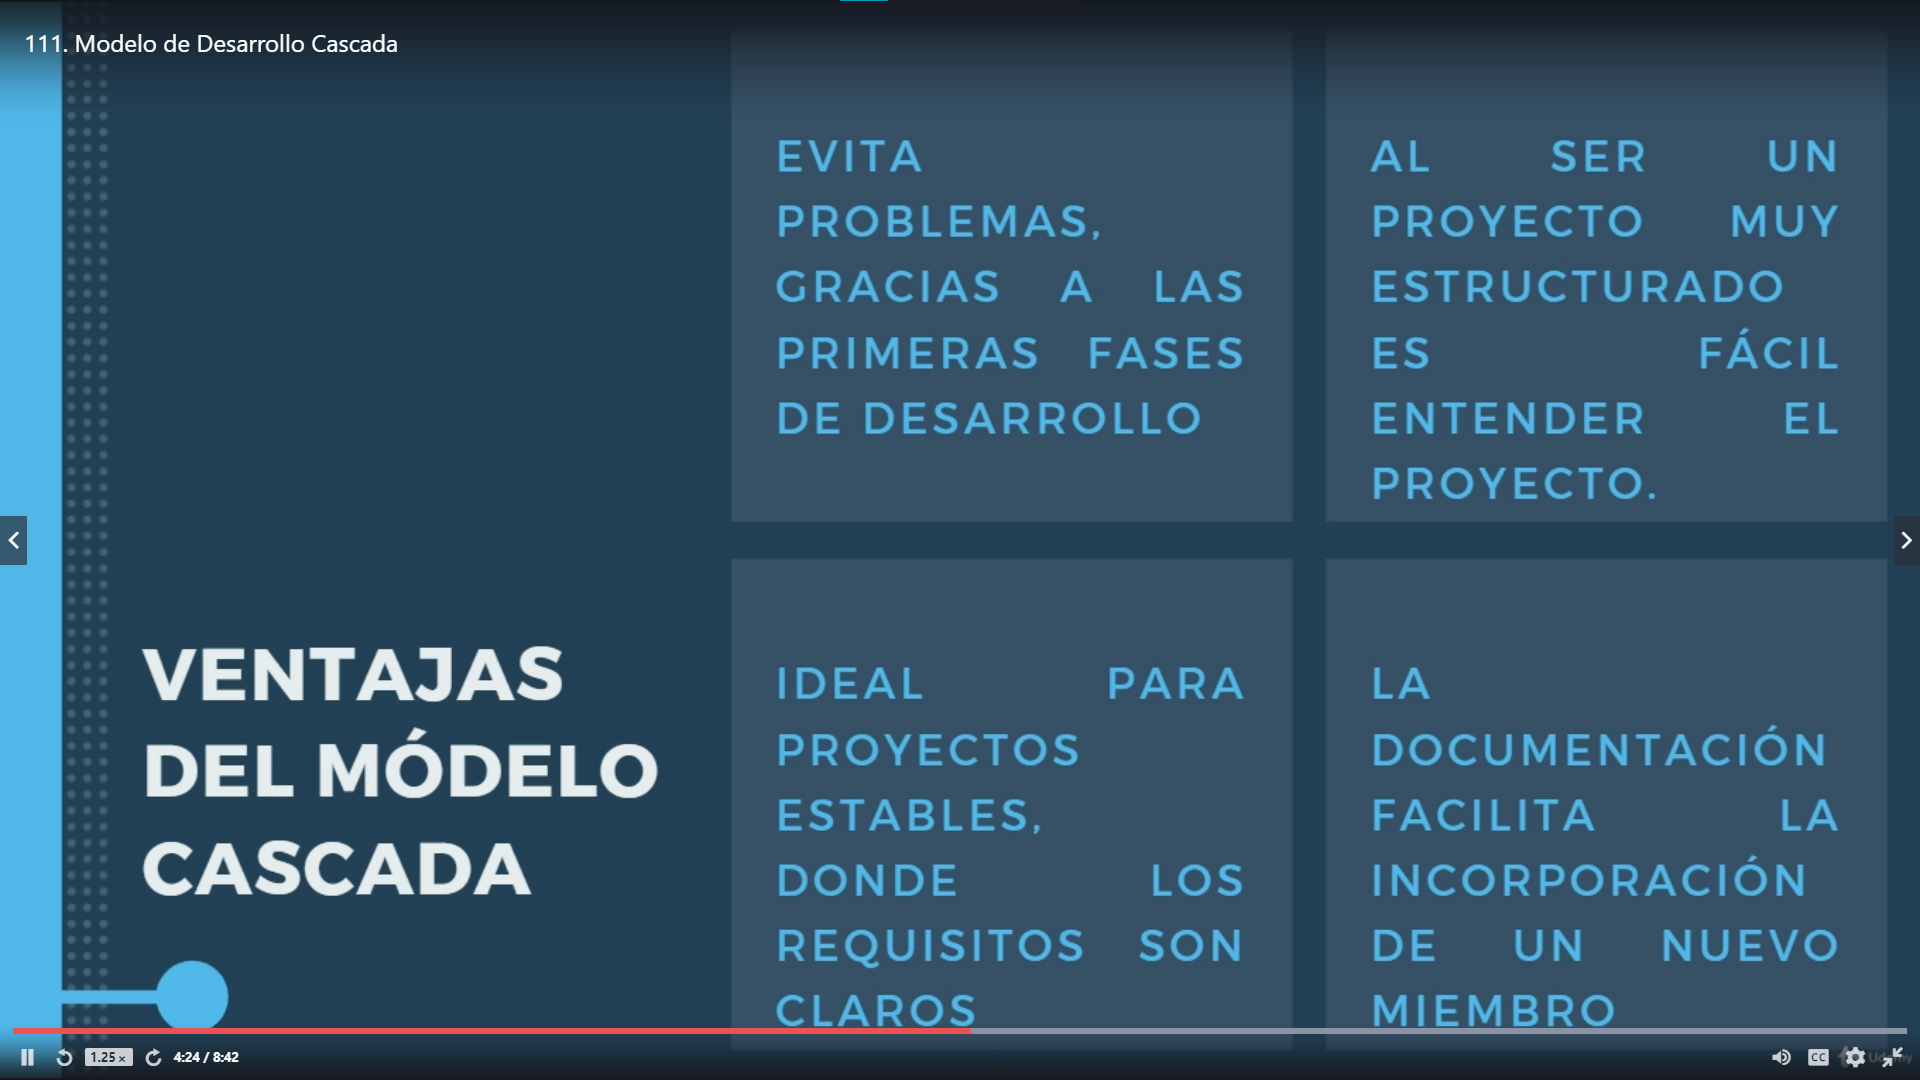 111. Modelo de Desarrollo Cascada
EVITA
PROBLEMAS,
GRACIAS A LAS
PRIMERAS FASES
DE DESARROLLO
AL SER UN
PROYECTO MUY
ESTRUCTURADO
ES FÁCIL
ENTENDER EL
PROYECTO.
VENTAJAS
DEL MÓDELO
CASCADA
IDEAL PARA
PROYECTOS
ESTABLES,
DONDE LOS
REQUISITOS SON
CLAROS
LA
DOCUMENTACIÓN
FACILITA LA
INCORPORACIÓN
DE UN NUEVO
MIEMBRO
1.25×
4:24 / 8:42
CC
Udemy